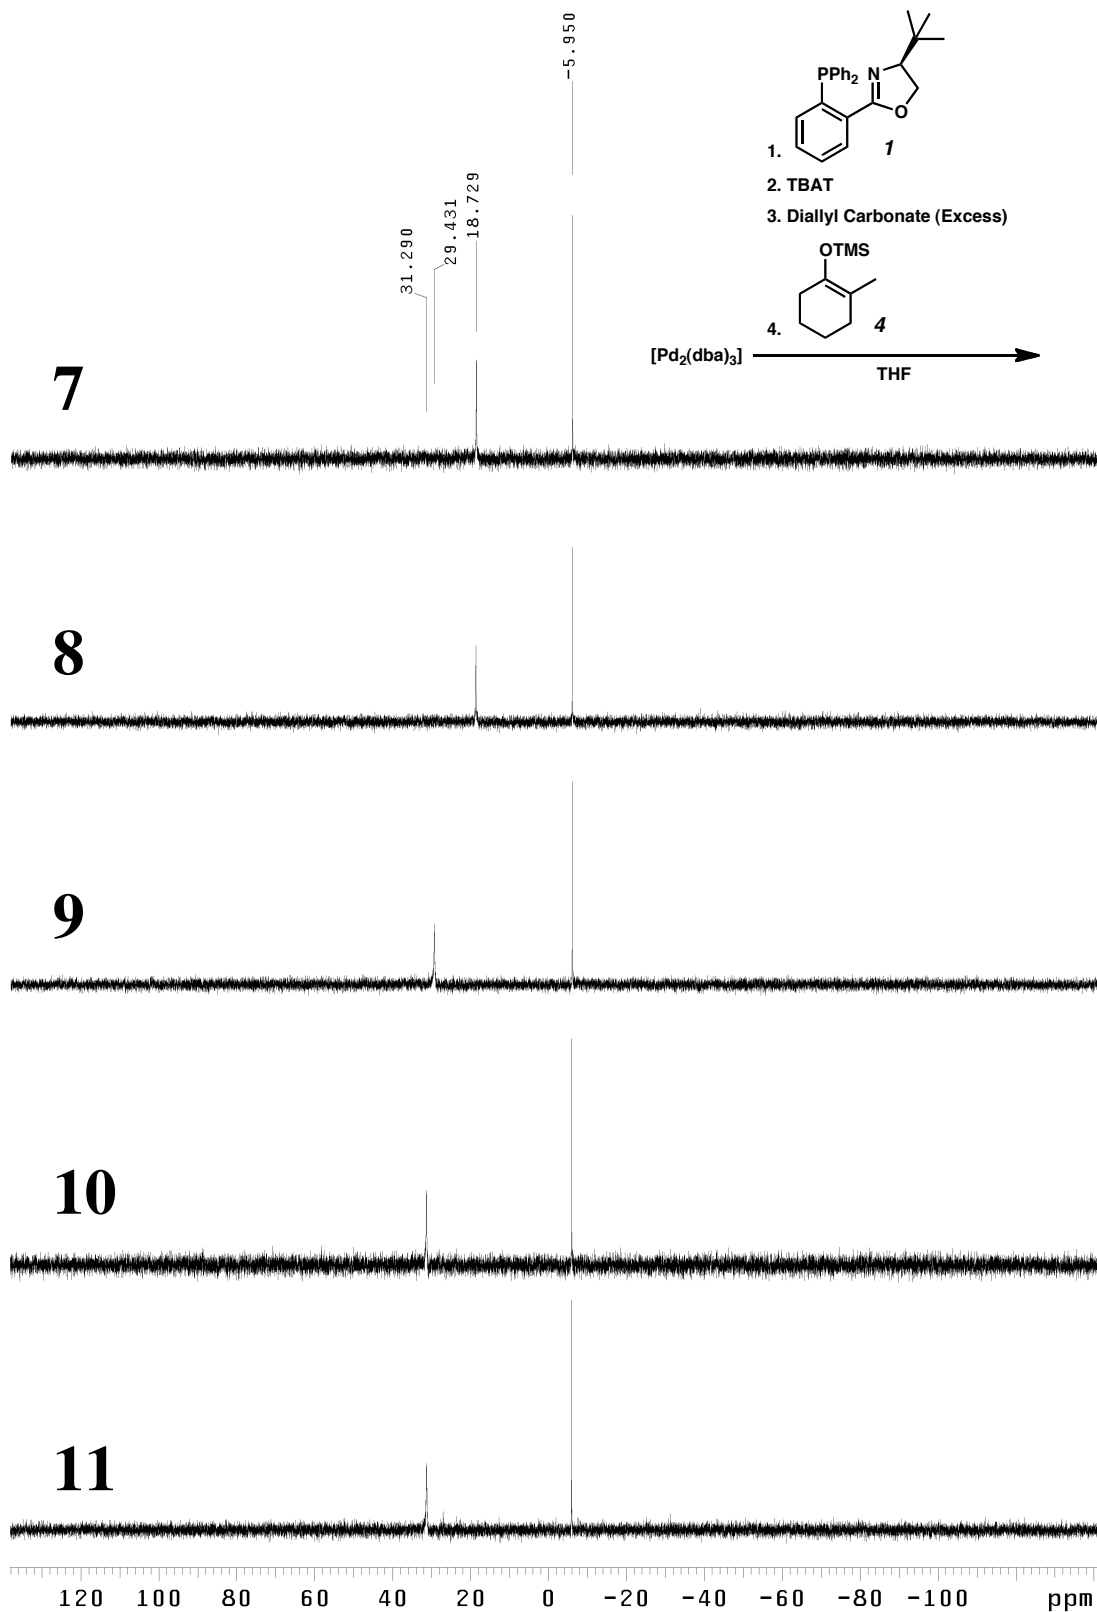 -5.950
18.729
29.431
31.290
PPh2 N
O
1. 1
2. TBAT
3. Diallyl Carbonate (Excess)
OTMS
4. 4
[Pd2(dba)3]
THF
7
8
9
10
11
120 100 80 60 40 20 0 -20 -40 -60 -80 -100 ppm